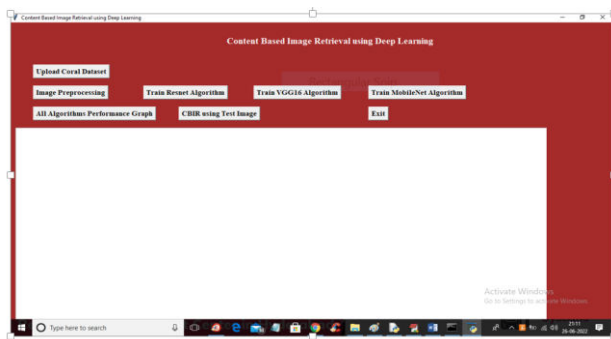 Content Based Image Retrieval using Deep Learning
Content Based Image Retrieval using Deep Learning
Rectangular Snip
Upload Coral Dataset
Image Preprocessing Train Resnet Algorithm Train VGG16 Algorithm Train MobileNet Algorithm
All Algorithms Performance Graph CBIR using Test Image Exit
Activate Windows
Go to Settings to activate Windows.
Type here to search
21:11
26-06-2022